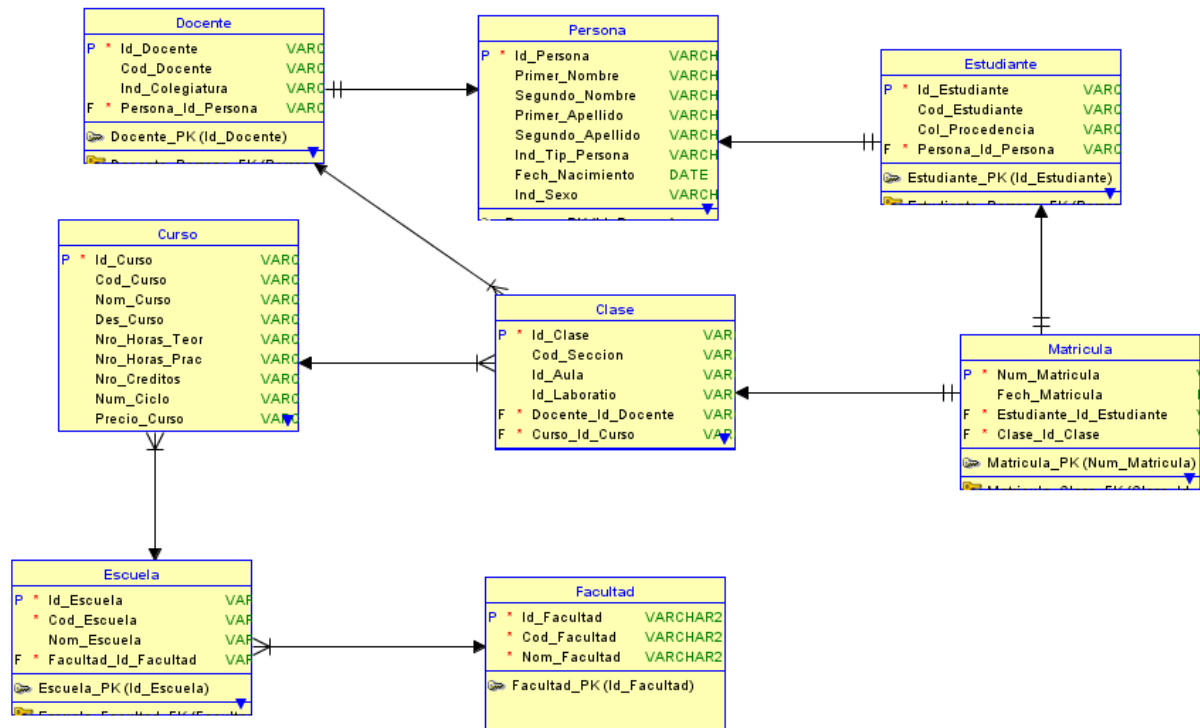 Docente
P * Id_Docente VARC
Cod_Docente VARC
Ind_Colegiatura VARC
F * Persona_Id_Persona VARC
Docente_PK (Id_Docente)
Persona
P * Id_Persona VARCH
Primer_Nombre VARCH
Segundo_Nombre VARCH
Primer_Apellido VARCH
Segundo_Apellido VARCH
Ind_Tip_Persona VARCH
Fech_Nacimiento DATE
Ind_Sexo VARCH
Estudiante
P * Id_Estudiante VARC
Cod_Estudiante VARC
Col_Procedencia VARC
F * Persona_Id_Persona VARC
Estudiante_PK (Id_Estudiante)
Curso
P * Id_Curso VARC
Cod_Curso VARC
Nom_Curso VARC
Des_Curso VARC
Nro_Horas_Teor VARC
Nro_Horas_Prac VARC
Nro_Creditos VARC
Num_Ciclo VARC
Precio_Curso VARC
Clase
P * Id_Clase VAR
Cod_Seccion VAR
Id_Aula VAR
Id_Laboratio VAR
F * Docente_Id_Docente VAR
F * Curso_Id_Curso VAR
Matricula
P * Num_Matricula
Fech_Matricula
F * Estudiante_Id_Estudiante
F * Clase_Id_Clase
Matricula_PK (Num_Matricula)
Escuela
P * Id_Escuela VAR
* Cod_Escuela VAR
Nom_Escuela VAR
F * Facultad_Id_Facultad VAR
Escuela_PK (Id_Escuela)
Facultad
P * Id_Facultad VARCHAR2
* Cod_Facultad VARCHAR2
* Nom_Facultad VARCHAR2
Facultad_PK (Id_Facultad)